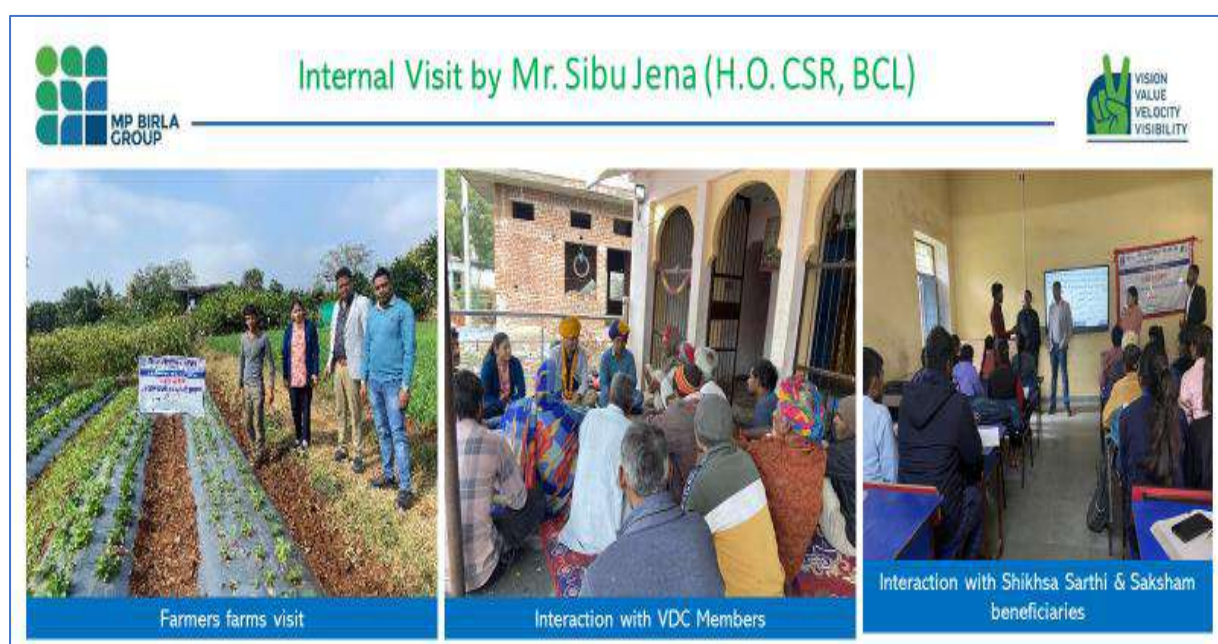 Internal Visit by Mr. Sibu Jena (H.O. CSR, BCL)
MP BIRLA
GROUP
VISION
VALUE
VELOCITY
VISIBILITY
Farmers farms visit
Interaction with VDC Members
Interaction with Shikhsa Sarthi & Saksham
beneficiaries